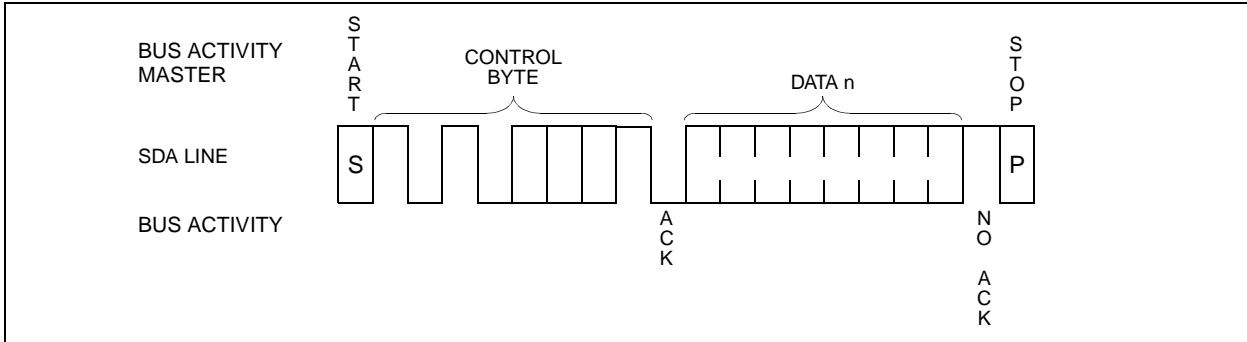 BUS ACTIVITY
MASTER
START
CONTROL
BYTE
DATA n
STOP
SDA LINE
S
P
BUS ACTIVITY
ACK
NO ACK